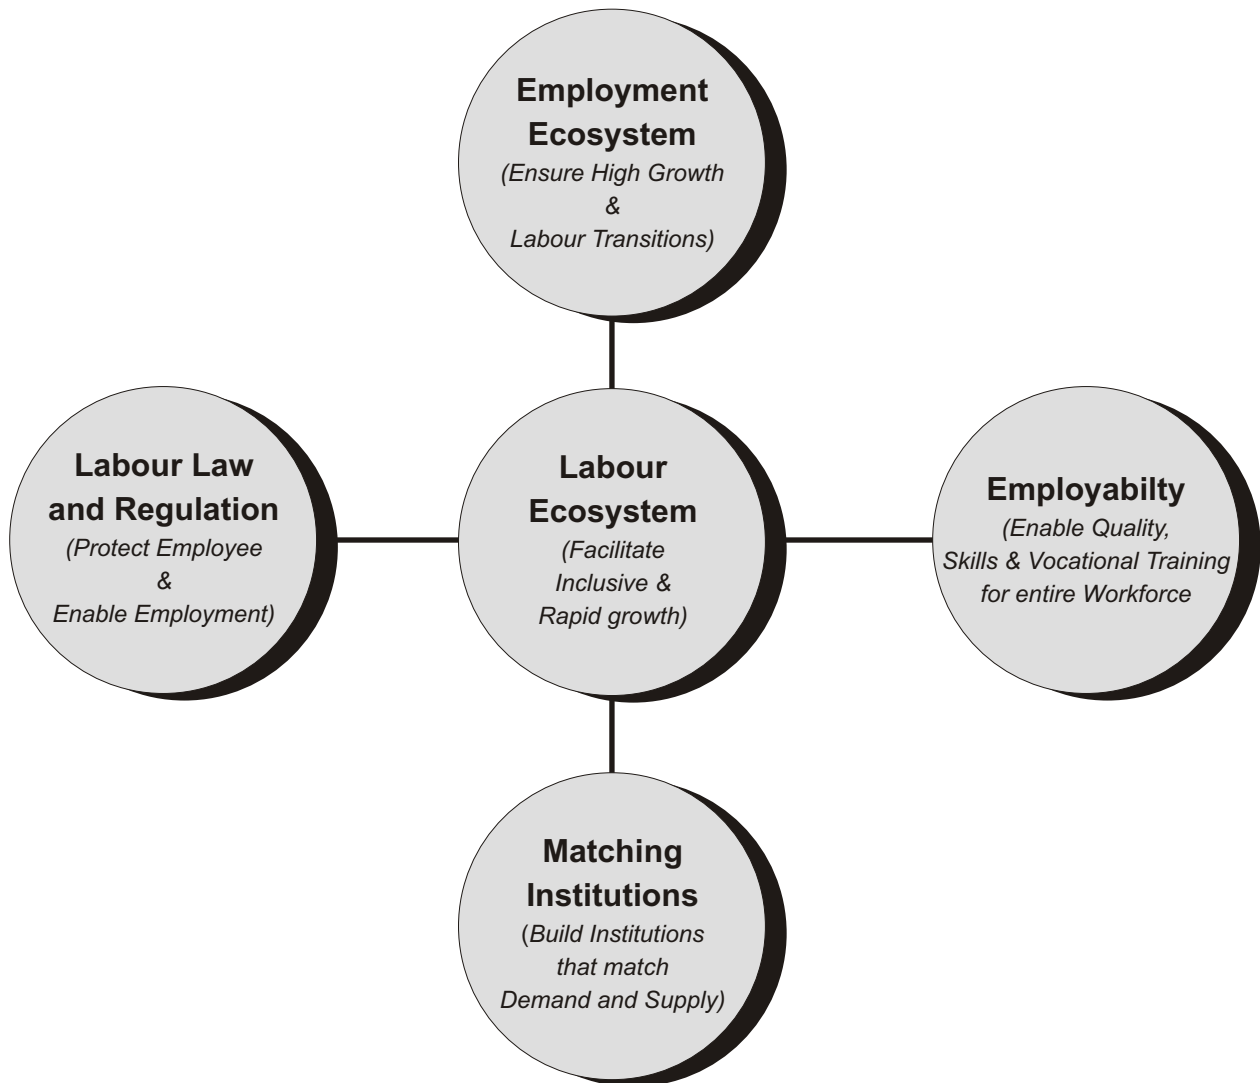 Employment
Ecosystem
(Ensure High Growth
&
Labour Transitions)
Labour Law
and Regulation
(Protect Employee
&
Enable Employment)
Labour
Ecosystem
(Facilitate
Inclusive &
Rapid growth)
Employabilty
(Enable Quality,
Skills & Vocational Training
for entire Workforce
Matching
Institutions
(Build Institutions
that match
Demand and Supply)